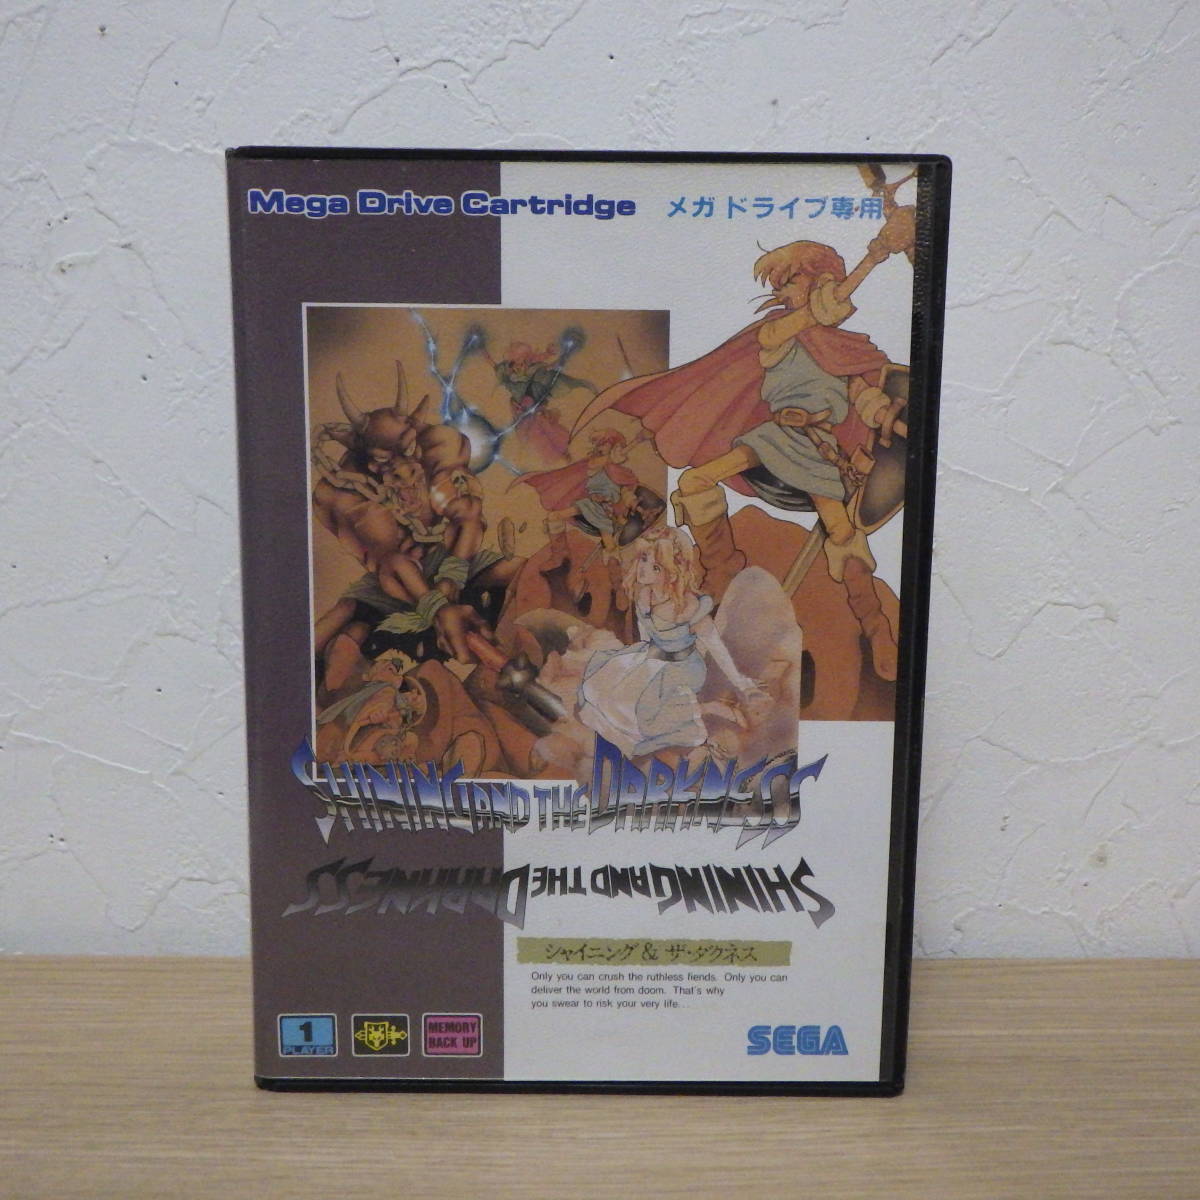 Mega Drive Cartridge メガドライブ専用
SHINING AND THE DARKNESS
SHINING AND THE DARKNESS
シャイニング&ザ・ダクネス
Only you can crush the ruthless fiends. Only you can
deliver the world from doom. That's why
you swear to risk your very life...
1
PLAYER
MEMORY
BACK UP
SEGA